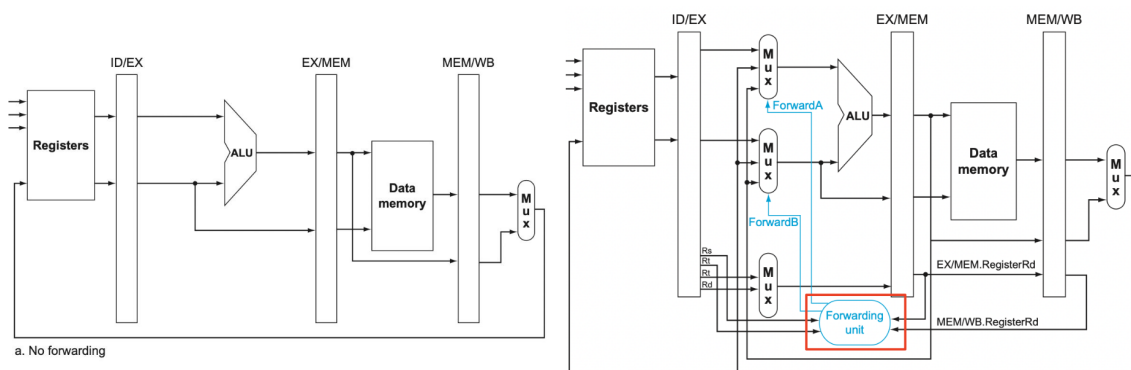 ID/EX
EX/MEM
MEM/WB
Registers
ALU
Data
memory
M
u
x
a. No forwarding
ID/EX
EX/MEM
MEM/WB
Registers
M
u
x
ForwardA
ALU
M
u
x
Data
memory
M
u
x
ForwardB
Rs
Rt
Rt
Rd
M
u
x
EX/MEM.RegisterRd
Forwarding
unit
MEM/WB.RegisterRd